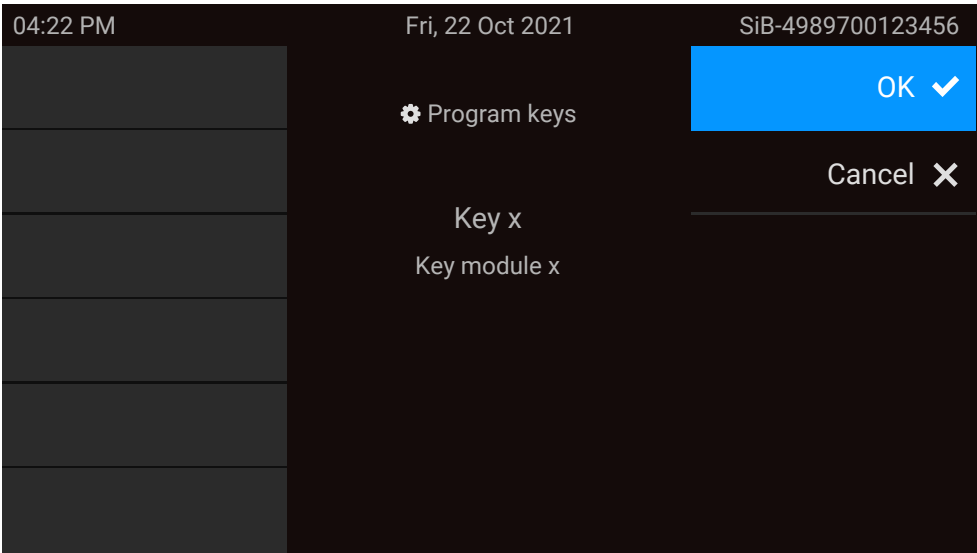 04:22 PM Fri, 22 Oct 2021 SiB-4989700123456
OK
Program keys
Cancel
Key x
Key module x